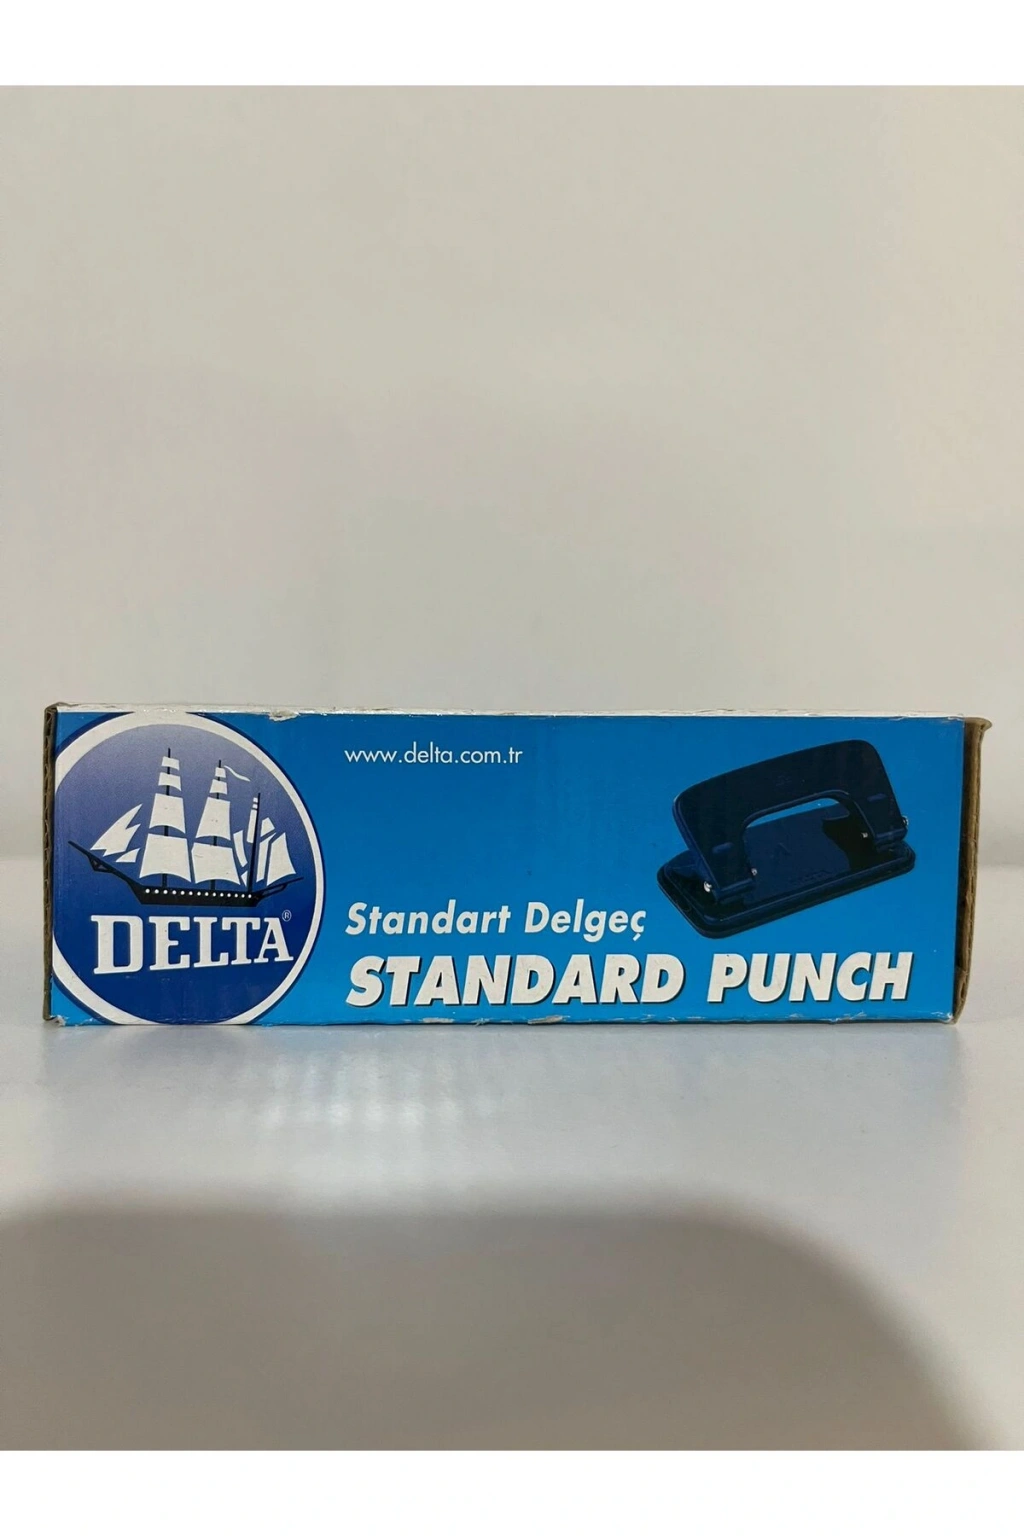 www.delta.com.tr
DELTA®
Standart Delgeç
STANDARD PUNCH